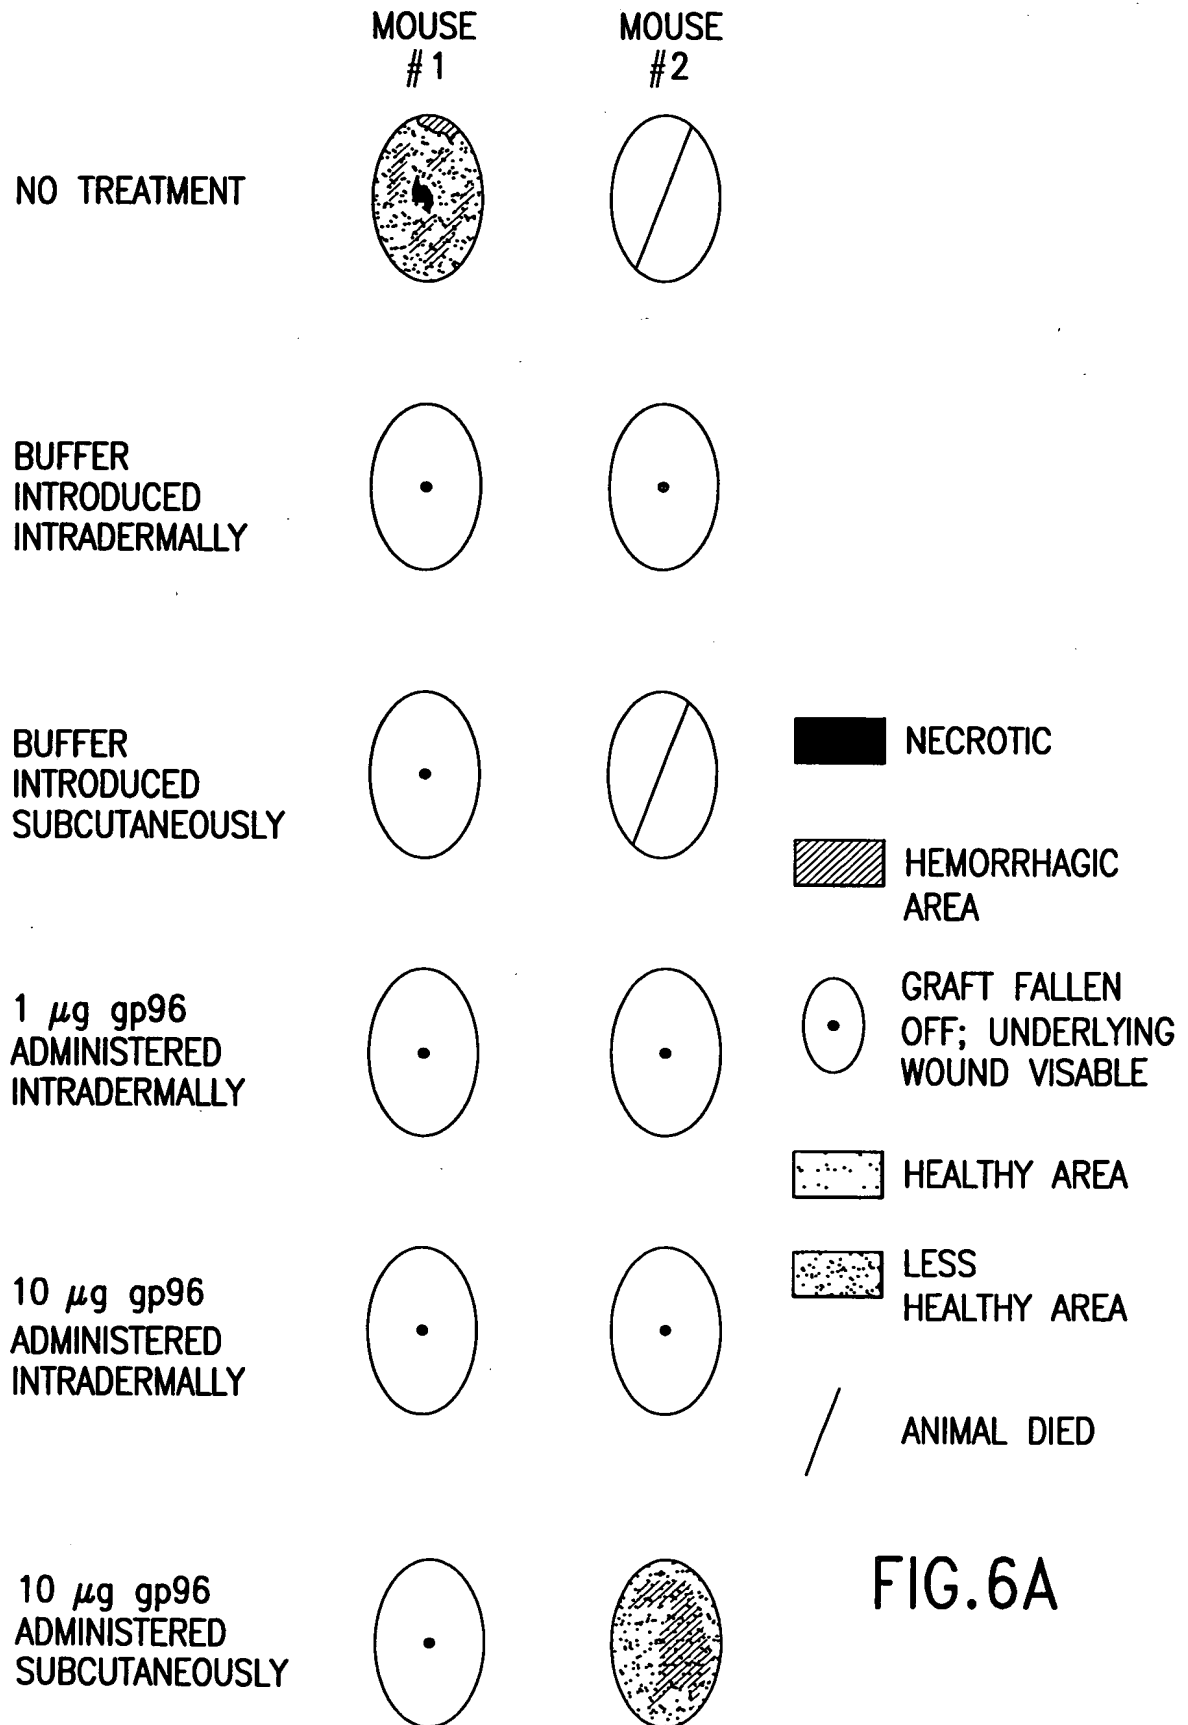 MOUSE
#1
MOUSE
#2
NO TREATMENT
BUFFER
INTRODUCED
INTRADERMALLY
BUFFER
INTRODUCED
SUBCUTANEOUSLY
1 μg gp96
ADMINISTERED
INTRADERMALLY
10 μg gp96
ADMINISTERED
INTRADERMALLY
10 μg gp96
ADMINISTERED
SUBCUTANEOUSLY
NECROTIC
HEMORRHAGIC
AREA
GRAFT FALLEN
OFF; UNDERLYING
WOUND VISABLE
HEALTHY AREA
LESS
HEALTHY AREA
ANIMAL DIED
FIG.6A